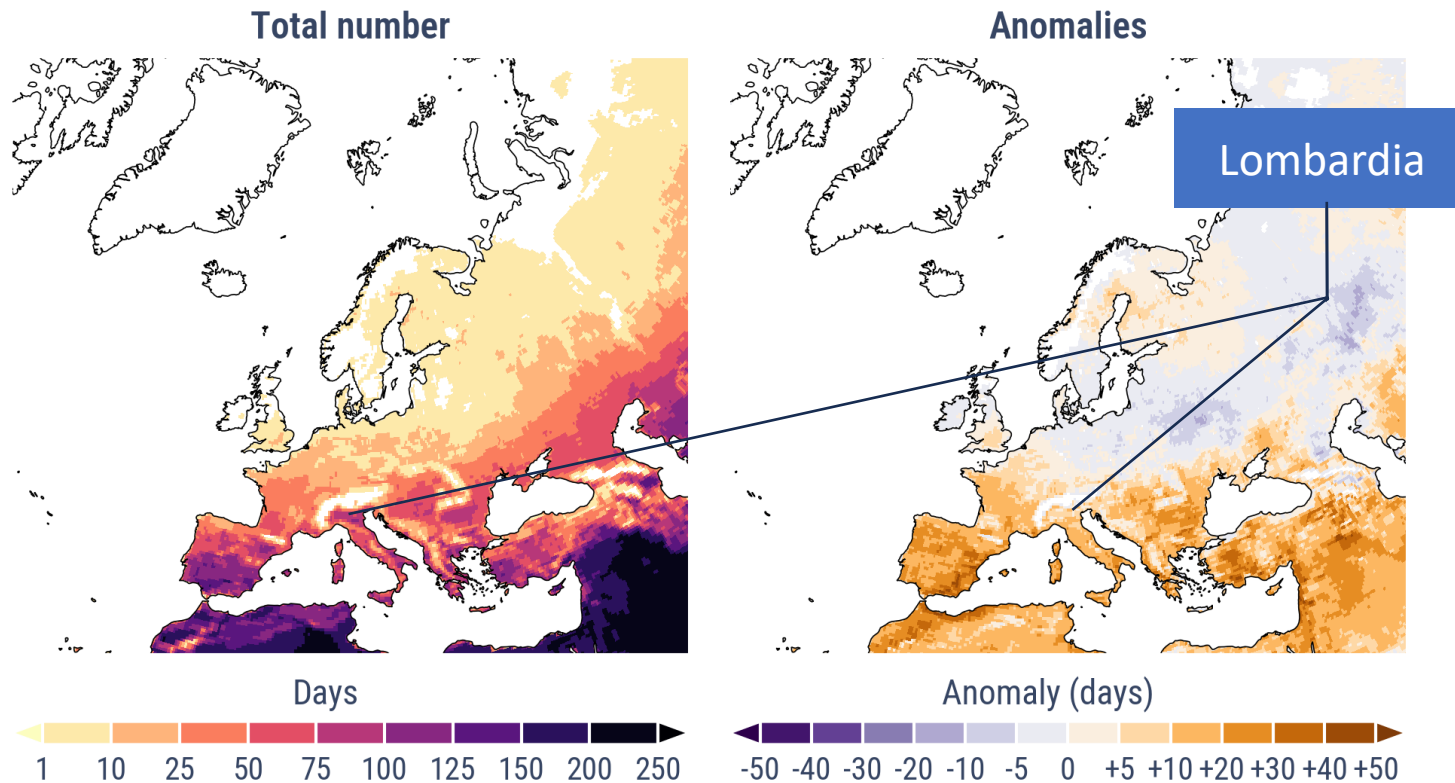 Total number
Anomalies
Lombardia
Days
1 10 25 50 75 100 125 150 200 250
Anomaly (days)
-50 -40 -30 -20 -10 -5 0 +5 +10 +20 +30 +40 +50